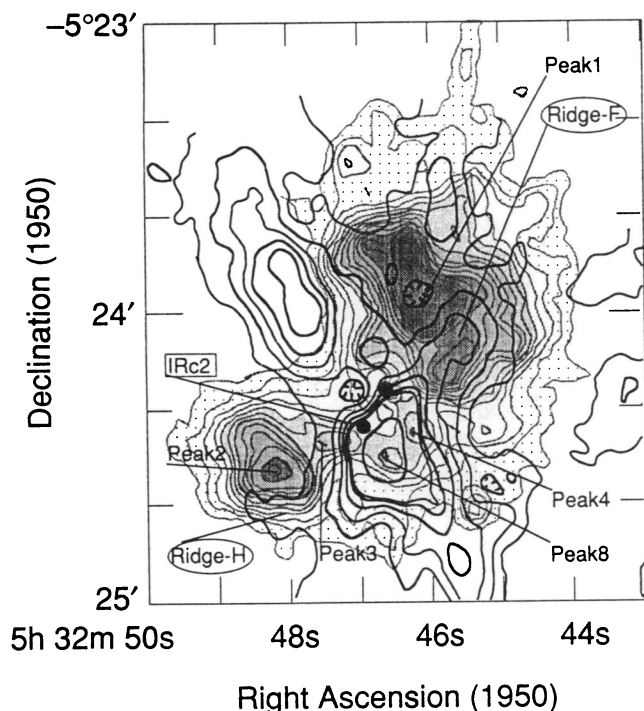 –5°23′
Peak1
Ridge-F
Declination (1950)
24′
IRc2
Peak2
Peak4
Ridge-H
Peak3
Peak8
25′
5h 32m 50s
48s
46s
44s
Right Ascension (1950)